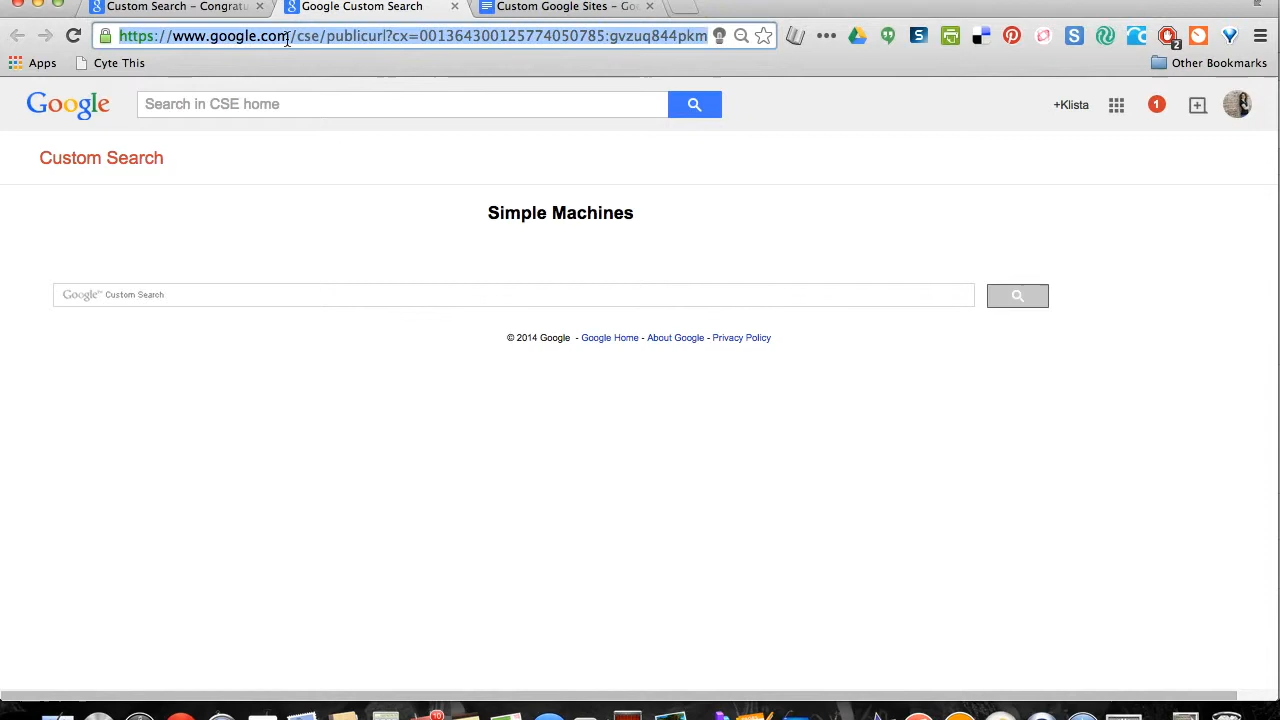 Custom Search – Congratu
Google Custom Search
Custom Google Sites – Goo
https://www.google.com/cse/publicurl?cx=001364300125774050785:gvzuq844pkm
Apps
Cyte This
Other Bookmarks
Google
Search in CSE home
+Klista
1
Custom Search
Simple Machines
Google™ Custom Search
© 2014 Google - Google Home - About Google - Privacy Policy